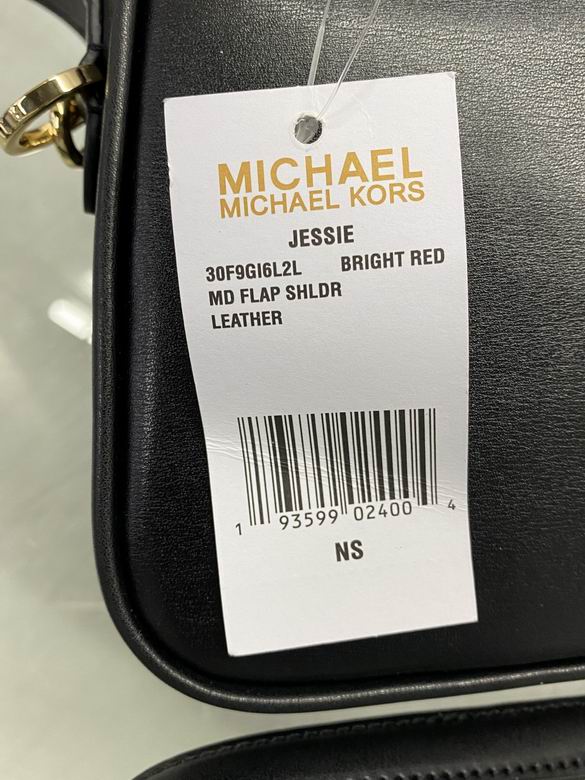 MICHAEL
MICHAEL KORS
JESSIE
30F9GI6L2L BRIGHT RED
MD FLAP SHLDR
LEATHER
1 93599 02400 4
NS